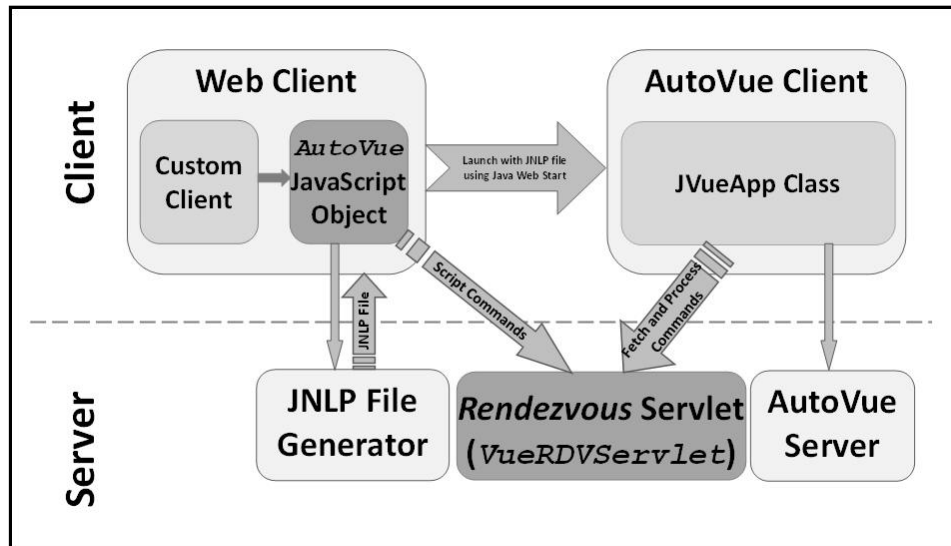 Client
Web Client
Custom
Client
AutoVue
JavaScript
Object
Launch with JNLP file
using Java Web Start
AutoVue Client
JVueApp Class
JNLP File
Script Commands
Fetch and Process
Commands
Server
JNLP File
Generator
Rendezvous Servlet
(VueRDVServlet)
AutoVue
Server